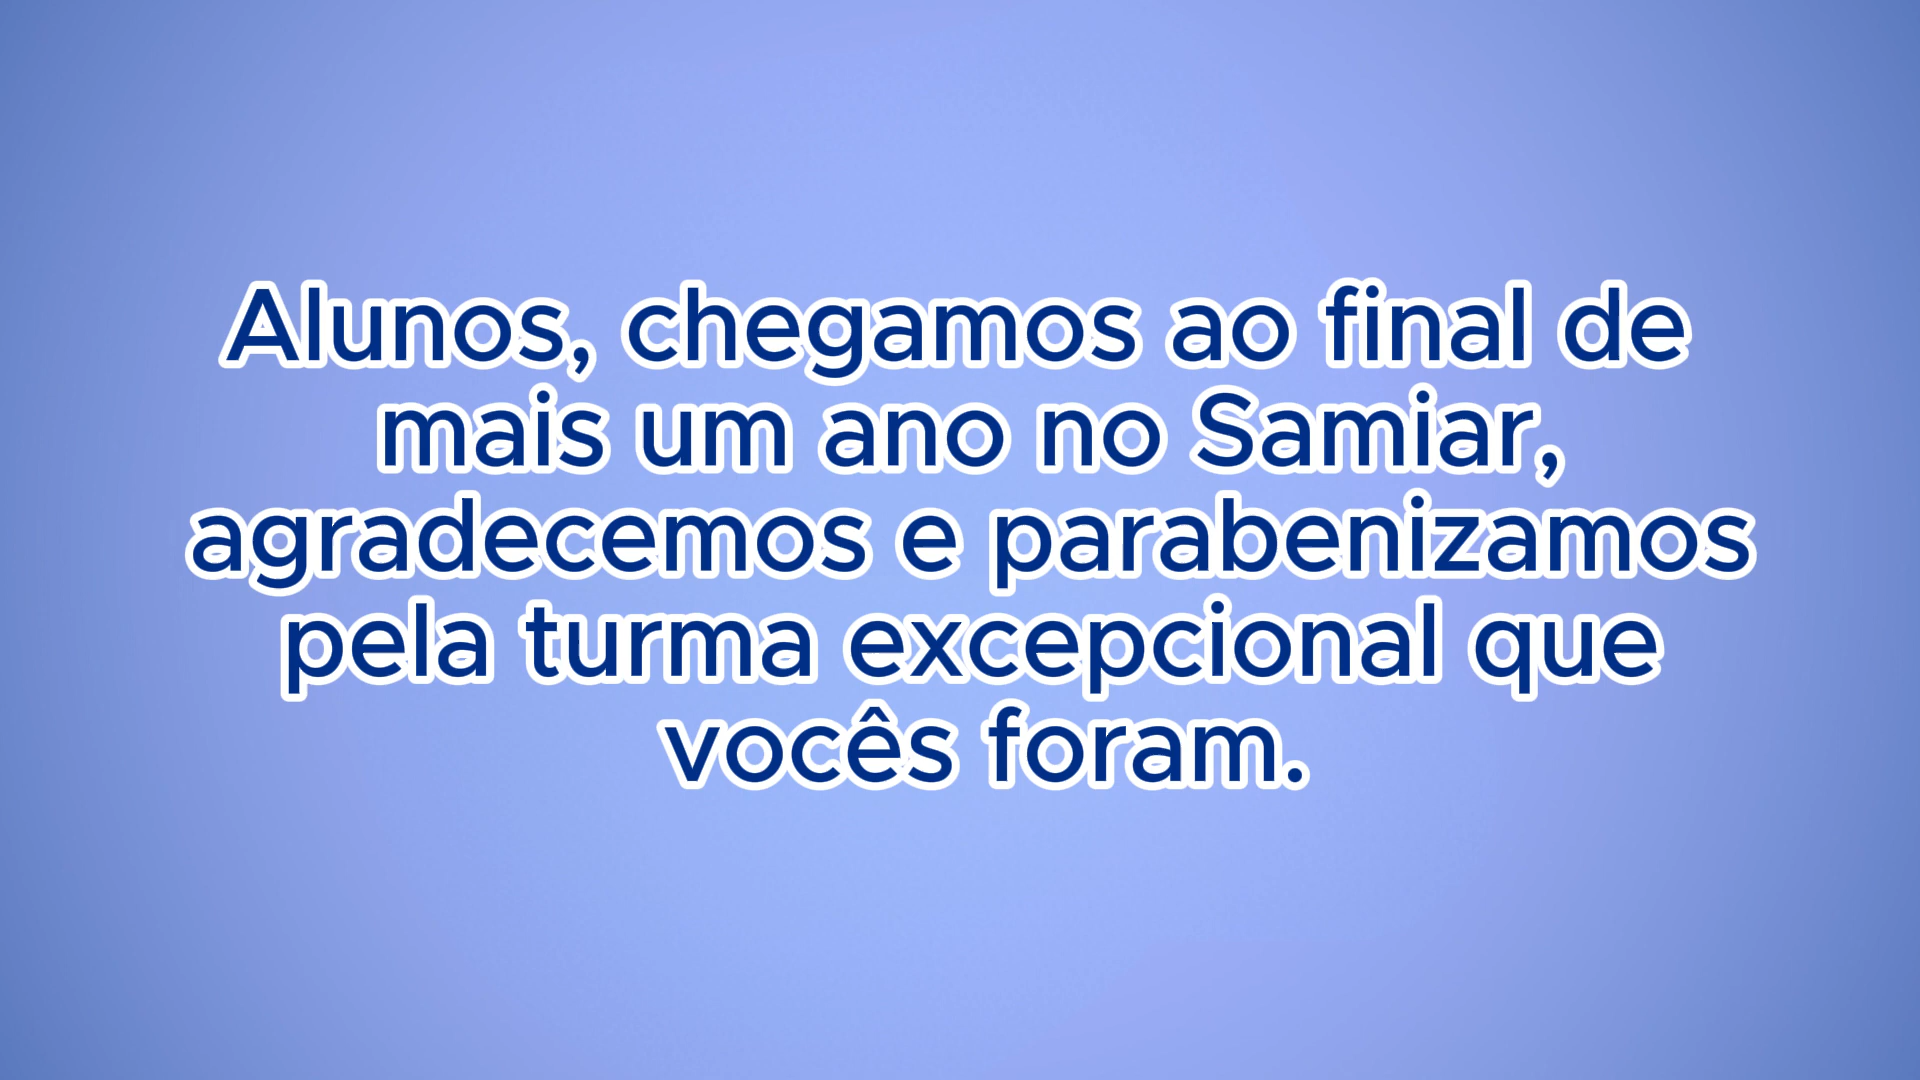 Alunos, chegamos ao final de
mais um ano no Samiar,
agradecemos e parabenizamos
pela turma excepcional que
vocês foram.